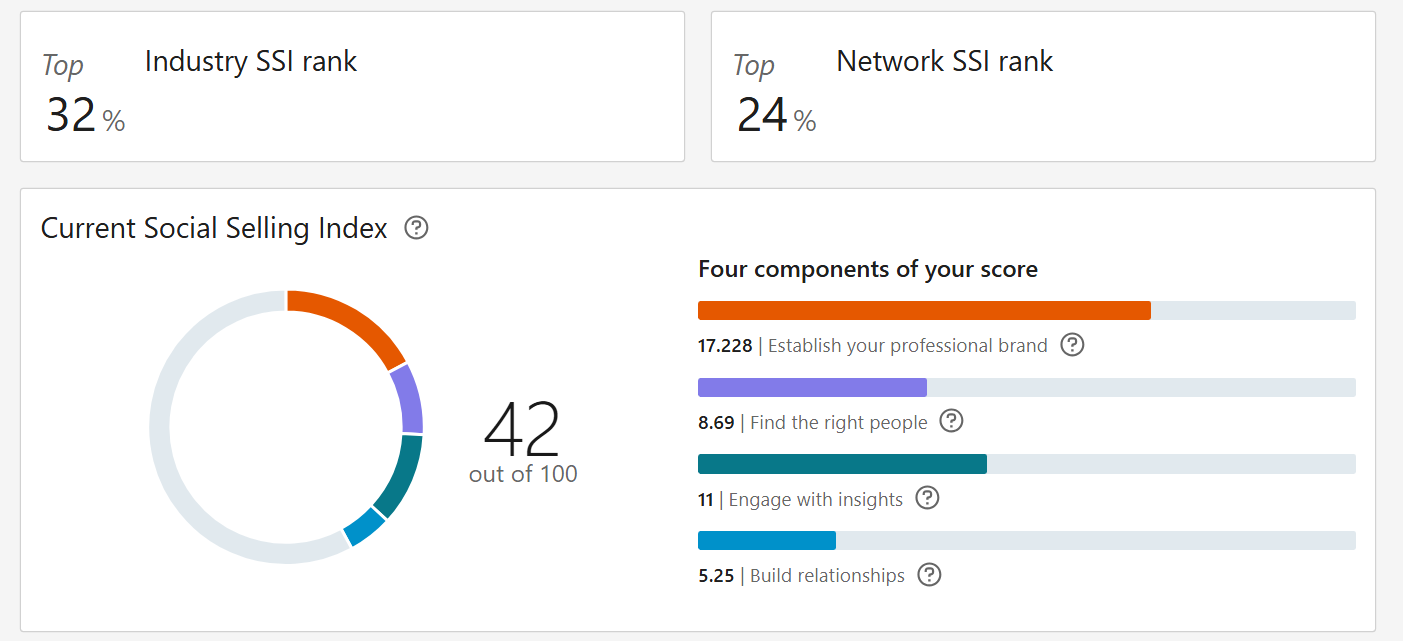 Top Industry SSI rank
32 %
Top Network SSI rank
24 %
Current Social Selling Index ?
42
out of 100
Four components of your score
17.228 | Establish your professional brand ?
8.69 | Find the right people ?
11 | Engage with insights ?
5.25 | Build relationships ?